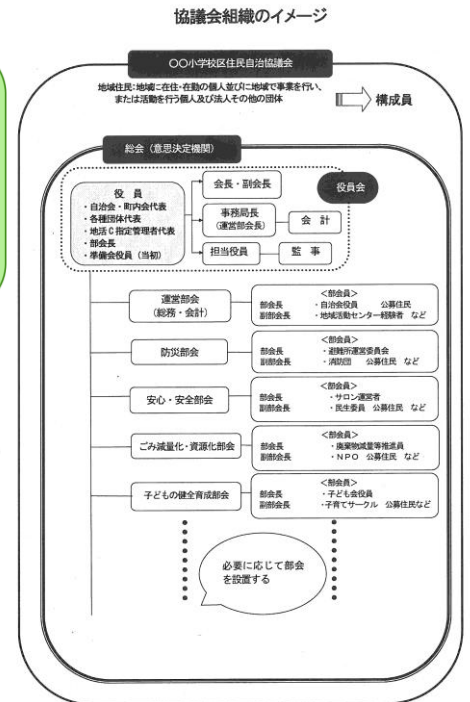 協議会組織のイメージ
〇〇小学校区住民自治協議会
地域住民:地域に在住・在勤の個人並びに地域で事業を行い、
または活動を行う個人及び法人その他の団体
構成員
総会（意思決定機関）
役員会
役 員
・自治会・町内会代表
・各種団体代表
・地活C指定管理者代表
・部会長
・準備会役員（当初）
会長・副会長
事務局長
(運営部会長)
会 計
担当役員
監 事
運営部会
(総務・会計)
<部会員>
部会長 ・自治会役員 公募住民
副部会長 ・地域活動センター経験者 など
防災部会
<部会員>
部会長 ・避難所運営委員会
副部会長 ・消防団 公募住民 など
安心・安全部会
<部会員>
部会長 ・サロン運営者
副部会長 ・民生委員 公募住民 など
ごみ減量化・資源化部会
<部会員>
部会長 ・廃棄物減量等推進員
副部会長 ・NPO 公募住民 など
子どもの健全育成部会
<部会員>
部会長 ・子ども会役員
副部会長 ・子育てサークル 公募住民など
必要に応じて部会
を設置する